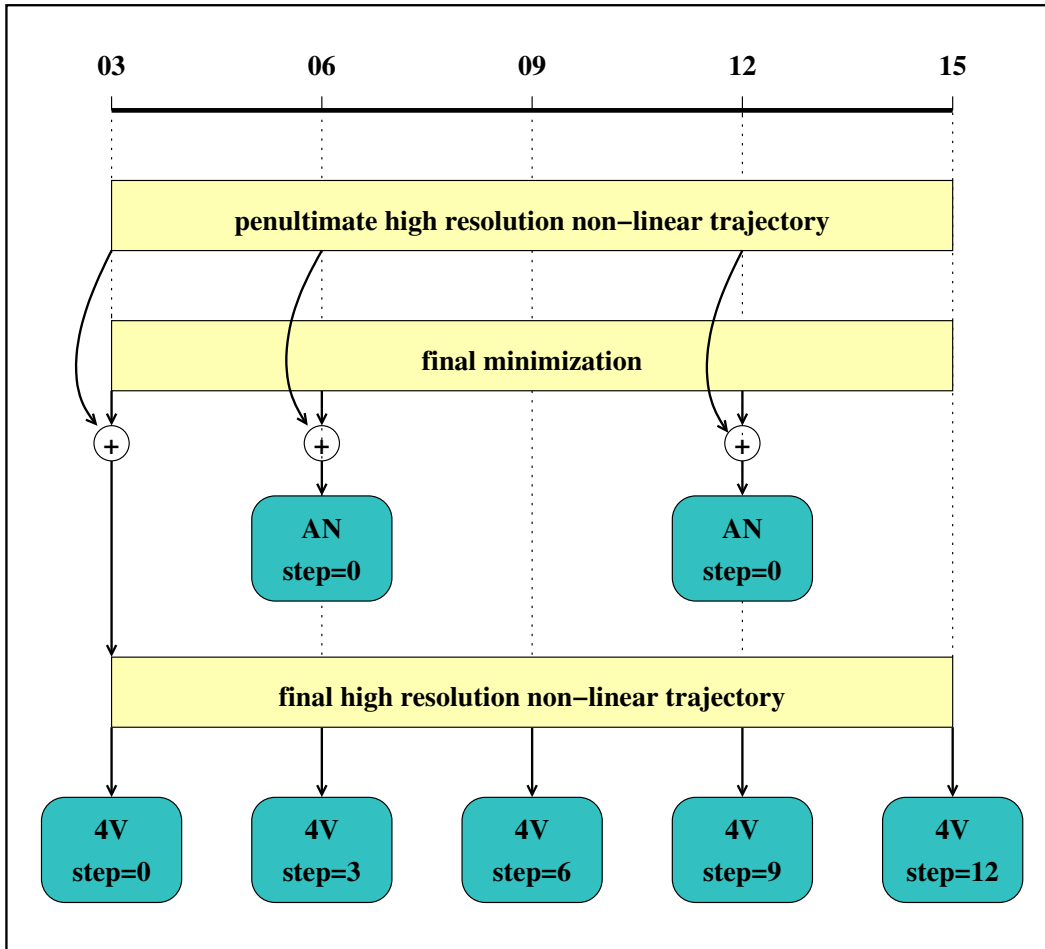 03 06 09 12 15
penultimate high resolution non−linear trajectory
final minimization
+ + +
AN AN
step=0 step=0
final high resolution non−linear trajectory
4V 4V 4V 4V 4V
step=0 step=3 step=6 step=9 step=12